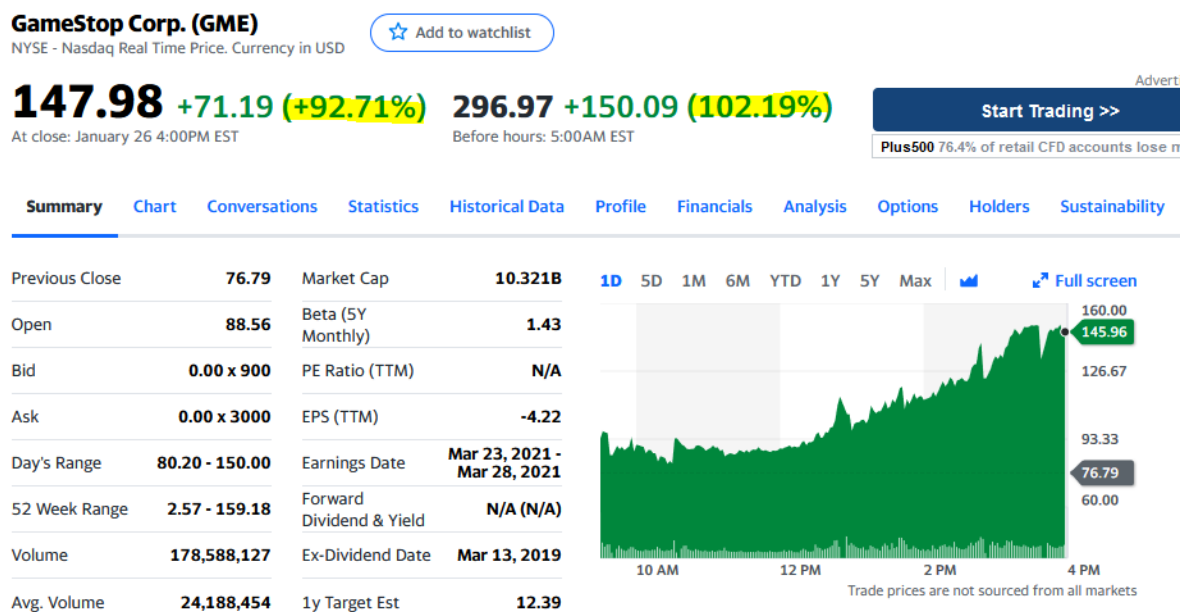 GameStop Corp. (GME)
Add to watchlist
NYSE - Nasdaq Real Time Price. Currency in USD
147.98 +71.19 (+92.71%)
At close: January 26 4:00PM EST
296.97 +150.09 (102.19%)
Before hours: 5:00AM EST
Start Trading >>
Plus500 76.4% of retail CFD accounts lose
Summary Chart Conversations Statistics Historical Data Profile Financials Analysis Options Holders Sustainability
Previous Close 76.79
Open 88.56
Bid 0.00 x 900
Ask 0.00 x 3000
Day's Range 80.20 - 150.00
52 Week Range 2.57 - 159.18
Volume 178,588,127
Avg. Volume 24,188,454
Market Cap 10.321B
Beta (5Y
Monthly) 1.43
PE Ratio (TTM) N/A
EPS (TTM) -4.22
Earnings Date Mar 23, 2021 -
Mar 28, 2021
Forward
Dividend & Yield N/A (N/A)
Ex-Dividend Date Mar 13, 2019
1y Target Est 12.39
1D 5D 1M 6M YTD 1Y 5Y Max Full screen
160.00
145.96
126.67
93.33
76.79
60.00
10 AM 12 PM 2 PM 4 PM
Trade prices are not sourced from all markets